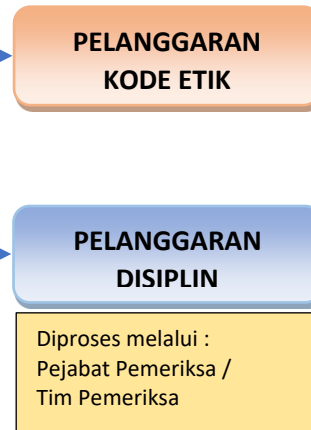 PELANGGARAN
KODE ETIK
PELANGGARAN
DISIPLIN
Diproses melalui :
Pejabat Pemeriksa /
Tim Pemeriksa